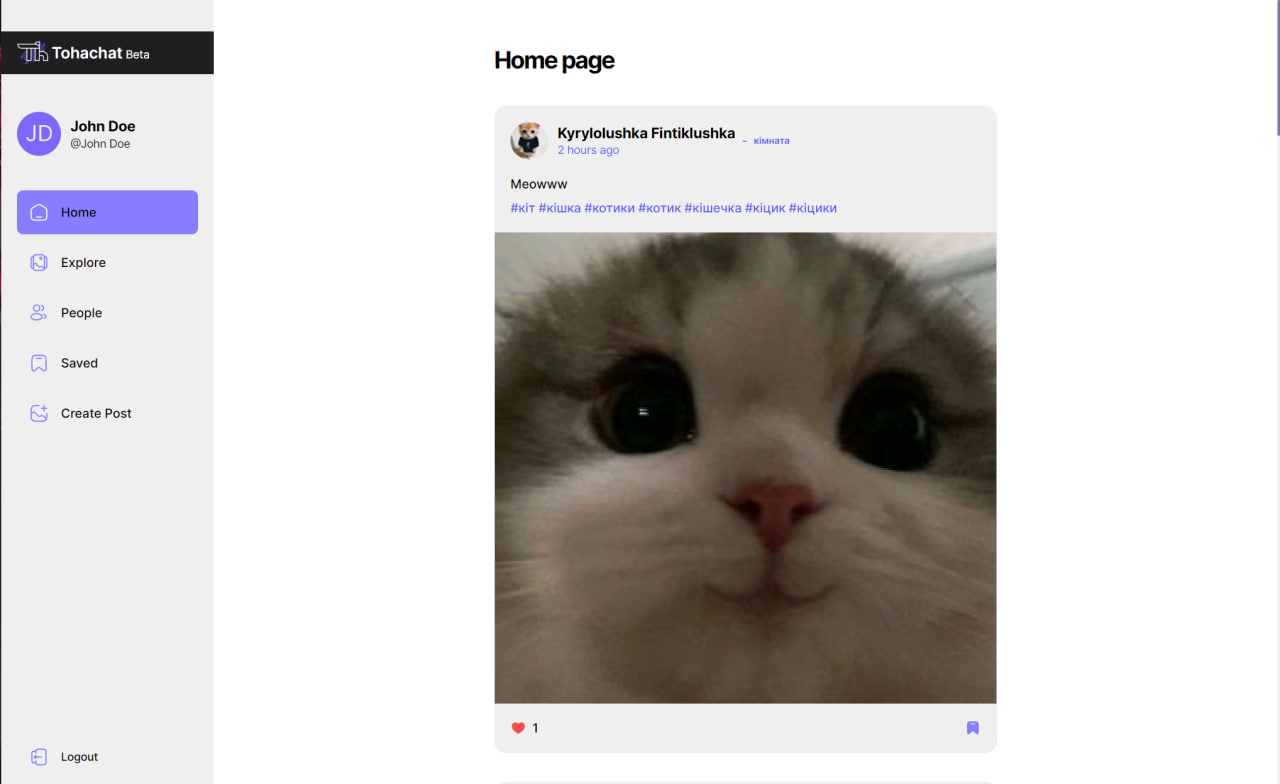 Tohachat Beta
JD
John Doe
@John Doe
Home
Explore
People
Saved
Create Post
Logout
Home page
Kyrylolushka Fintiklushka - кімната
2 hours ago
Meowww
#кіт #кішка #котики #котик #кішечка #кіцик #кіцики
1